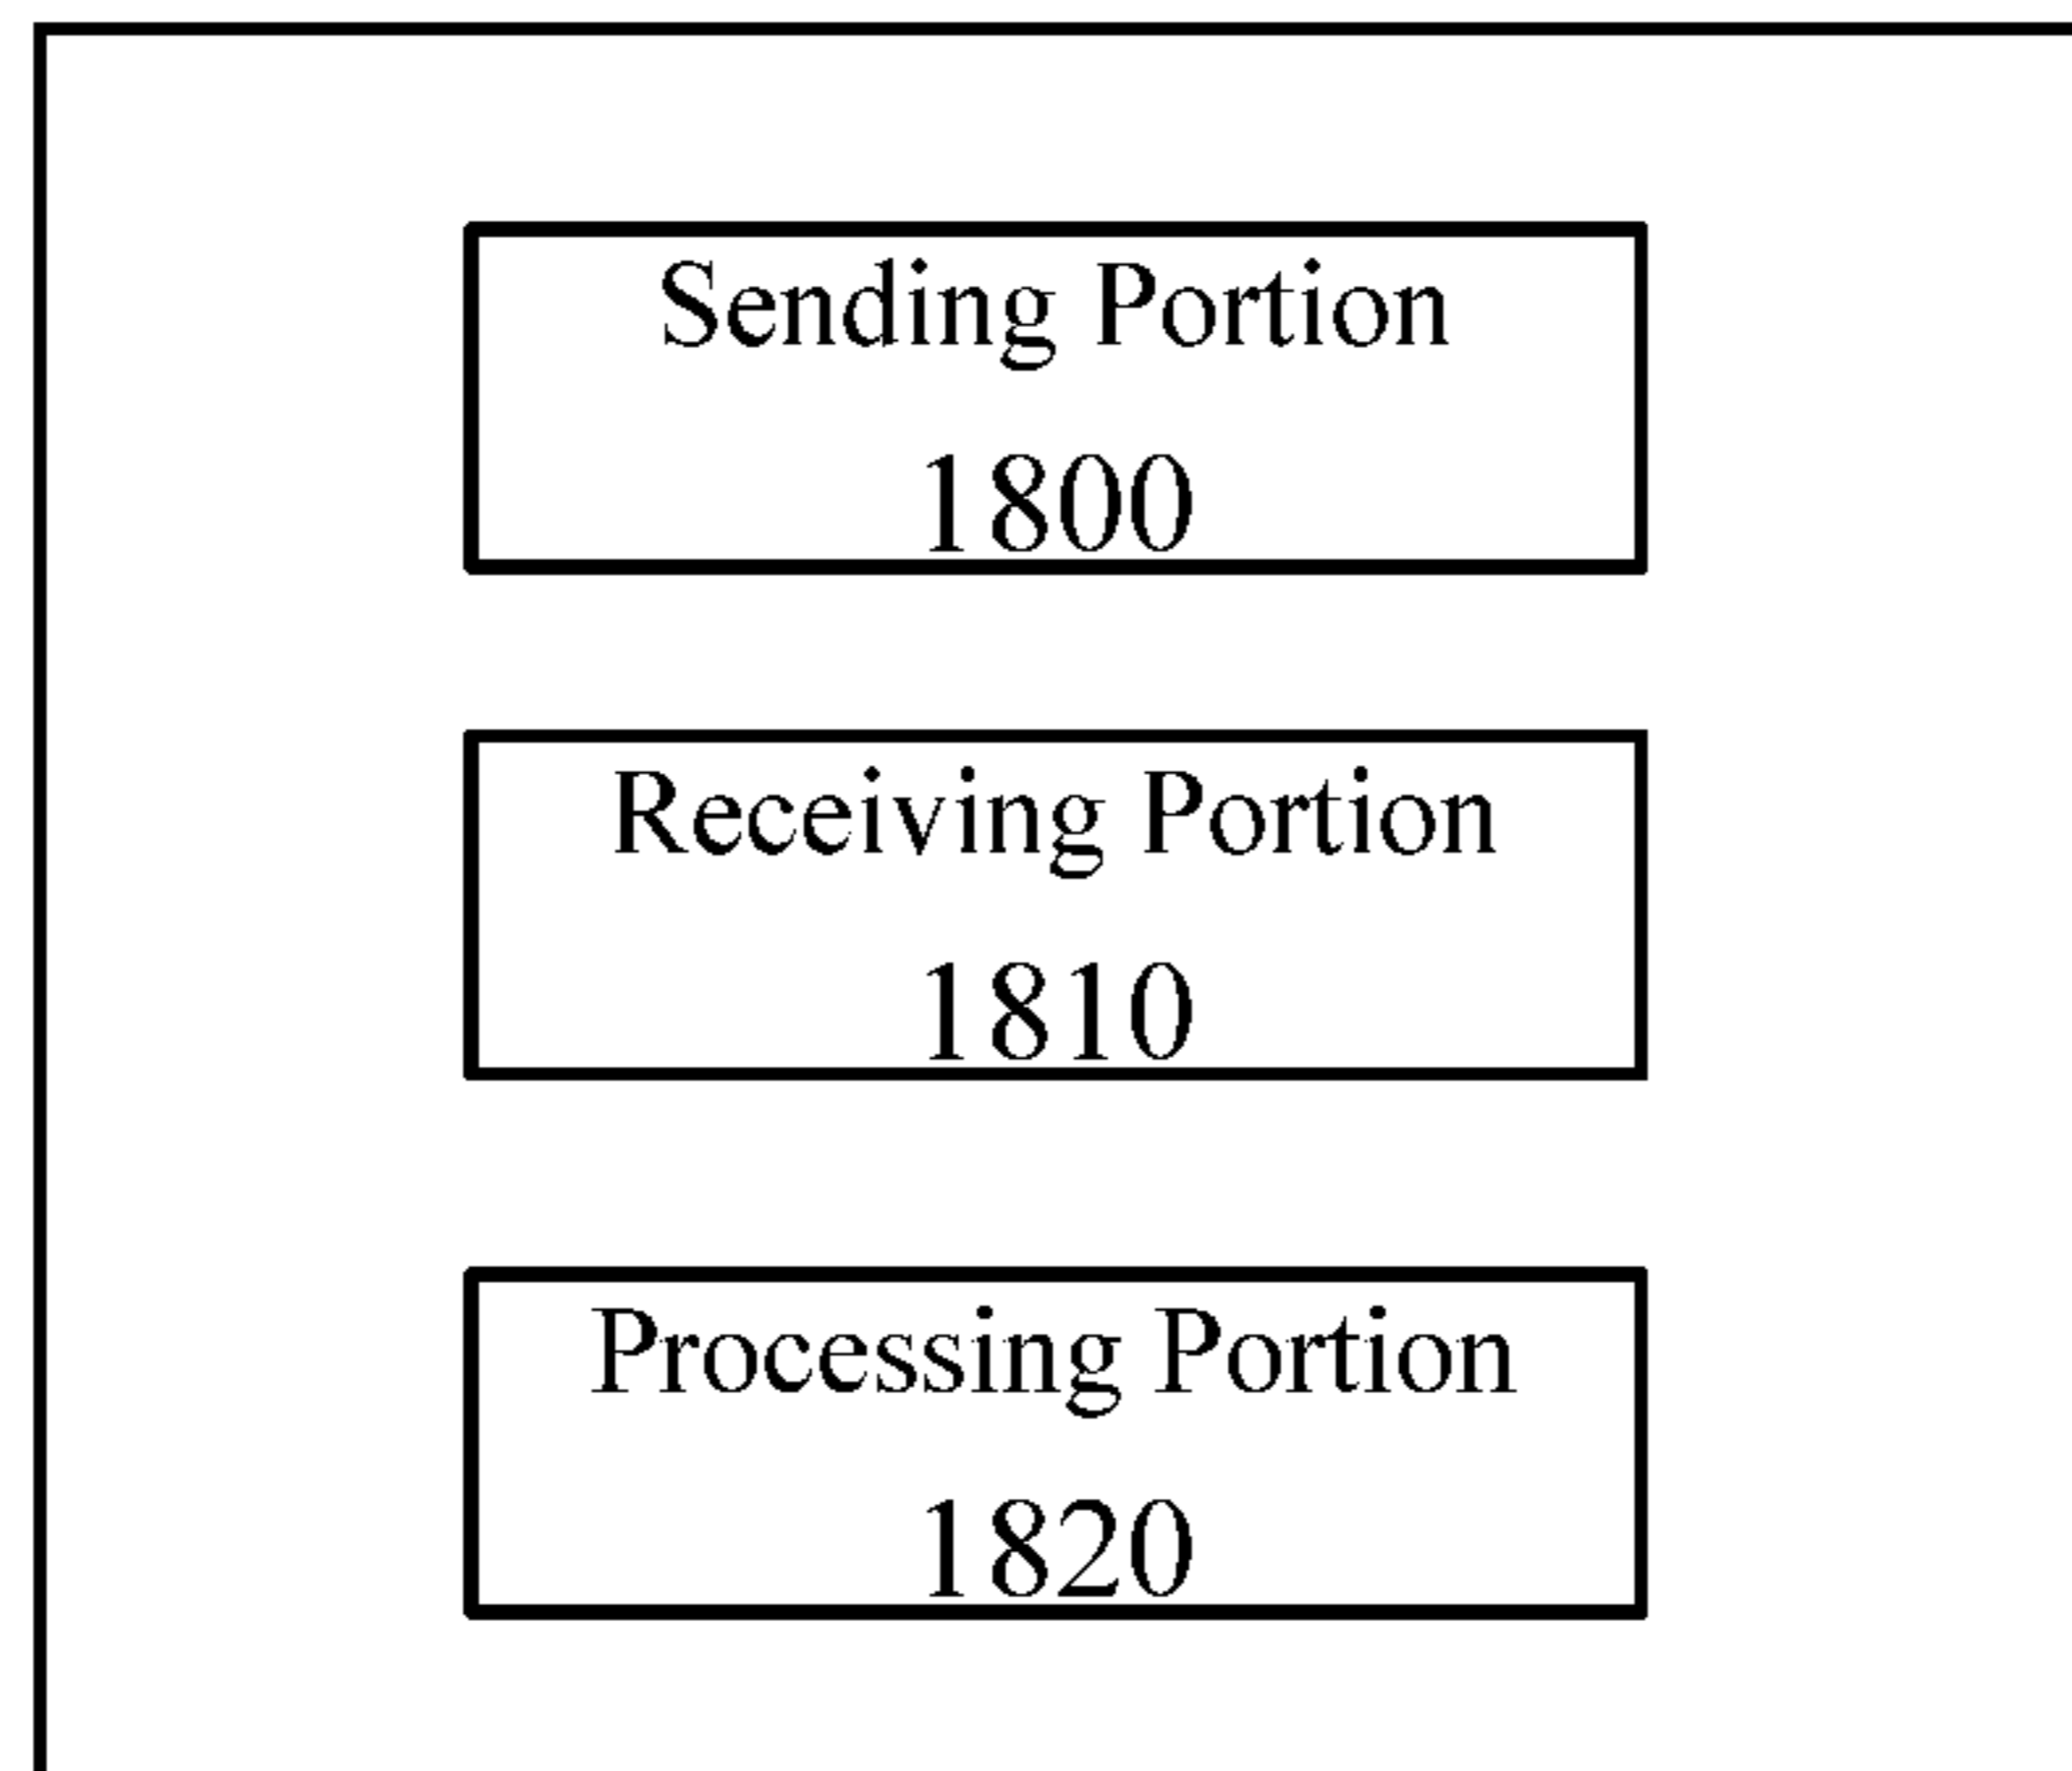 Sending Portion
1800
Receiving Portion
1810
Processing Portion
1820